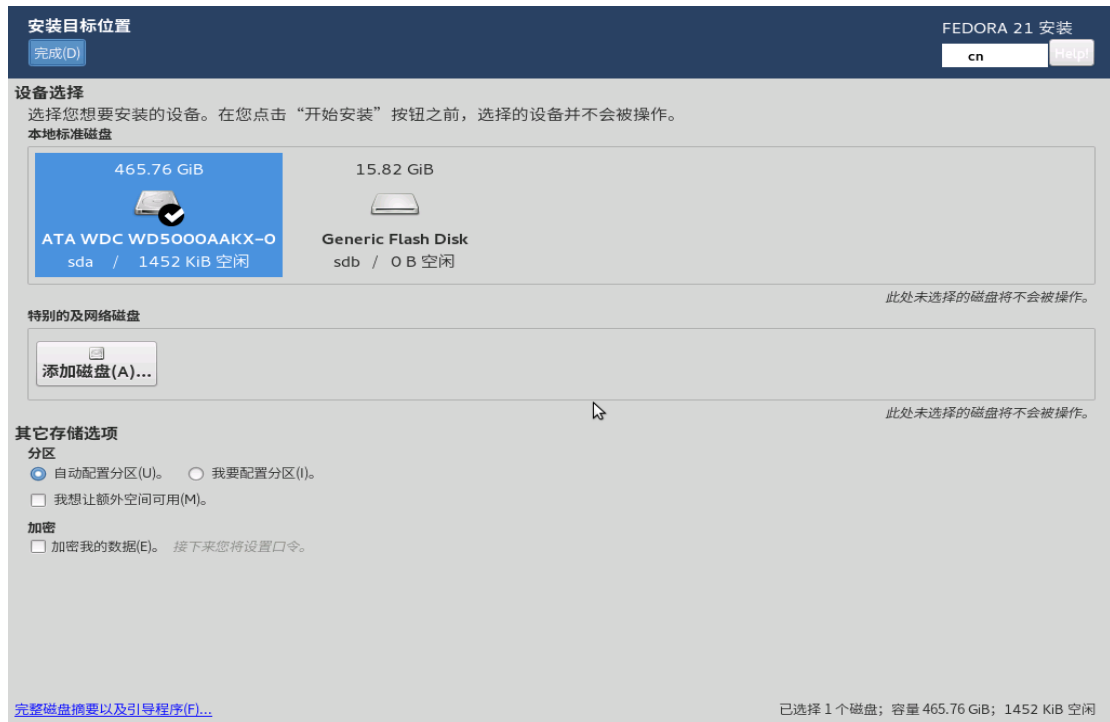 安装目标位置
FEDORA 21 安装
完成(D)
cn
Help!
设备选择
选择您想要安装的设备。在您点击“开始安装”按钮之前，选择的设备并不会被操作。
本地标准磁盘
465.76 GiB
15.82 GiB
ATA WDC WD5000AAKX-0
Generic Flash Disk
sda / 1452 KiB 空闲
sdb / 0 B 空闲
此处未选择的磁盘将不会被操作。
特别的及网络磁盘
添加磁盘(A)...
此处未选择的磁盘将不会被操作。
其它存储选项
分区
自动配置分区(U)。 我要配置分区(I)。
我想让额外空间可用(M)。
加密
加密我的数据(E)。 接下来您将设置口令。
完整磁盘摘要以及引导程序(F)...
已选择 1 个磁盘；容量 465.76 GiB；1452 KiB 空闲